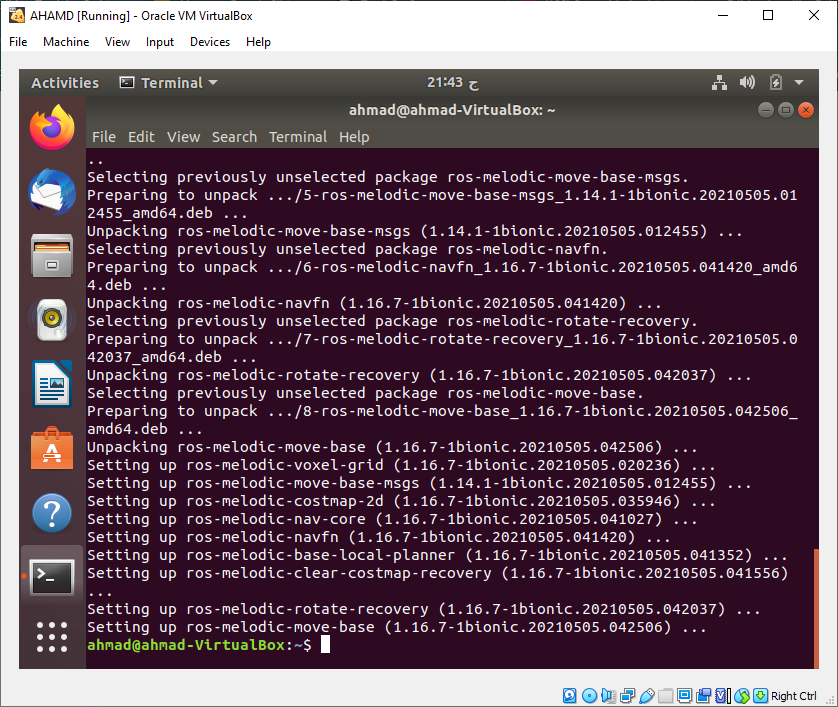 AHAMD [Running] - Oracle VM VirtualBox
File Machine View Input Devices Help
Activities Terminal 21:43 ح
ahmad@ahmad-VirtualBox: ~
File Edit View Search Terminal Help
..
Selecting previously unselected package ros-melodic-move-base-msgs.
Preparing to unpack .../5-ros-melodic-move-base-msgs_1.14.1-1bionic.20210505.01
2455_amd64.deb ...
Unpacking ros-melodic-move-base-msgs (1.14.1-1bionic.20210505.012455) ...
Selecting previously unselected package ros-melodic-navfn.
Preparing to unpack .../6-ros-melodic-navfn_1.16.7-1bionic.20210505.041420_amd6
4.deb ...
Unpacking ros-melodic-navfn (1.16.7-1bionic.20210505.041420) ...
Selecting previously unselected package ros-melodic-rotate-recovery.
Preparing to unpack .../7-ros-melodic-rotate-recovery_1.16.7-1bionic.20210505.0
42037_amd64.deb ...
Unpacking ros-melodic-rotate-recovery (1.16.7-1bionic.20210505.042037) ...
Selecting previously unselected package ros-melodic-move-base.
Preparing to unpack .../8-ros-melodic-move-base_1.16.7-1bionic.20210505.042506_
amd64.deb ...
Unpacking ros-melodic-move-base (1.16.7-1bionic.20210505.042506) ...
Setting up ros-melodic-voxel-grid (1.16.7-1bionic.20210505.020236) ...
Setting up ros-melodic-move-base-msgs (1.14.1-1bionic.20210505.012455) ...
Setting up ros-melodic-costmap-2d (1.16.7-1bionic.20210505.035946) ...
Setting up ros-melodic-nav-core (1.16.7-1bionic.20210505.041027) ...
Setting up ros-melodic-navfn (1.16.7-1bionic.20210505.041420) ...
Setting up ros-melodic-base-local-planner (1.16.7-1bionic.20210505.041352) ...
Setting up ros-melodic-clear-costmap-recovery (1.16.7-1bionic.20210505.041556)
...
Setting up ros-melodic-rotate-recovery (1.16.7-1bionic.20210505.042037) ...
Setting up ros-melodic-move-base (1.16.7-1bionic.20210505.042506) ...
ahmad@ahmad-VirtualBox:~$
Right Ctrl